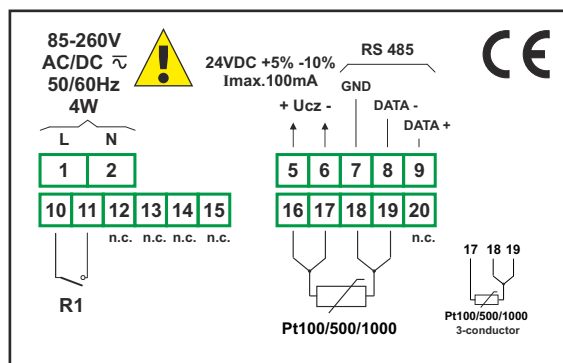 85-260V
AC/DC
50/60Hz
4W
L N
!
24VDC +5% -10%
Imax.100mA
+ Ucz -
RS 485
GND
DATA -
DATA +
CE
1 2
5 6 7 8 9
10 11 12 13 14 15
n.c. n.c. n.c. n.c.
16 17 18 19 20
n.c.
R1
Pt100/500/1000
17 18 19
Pt100/500/1000
3-conductor